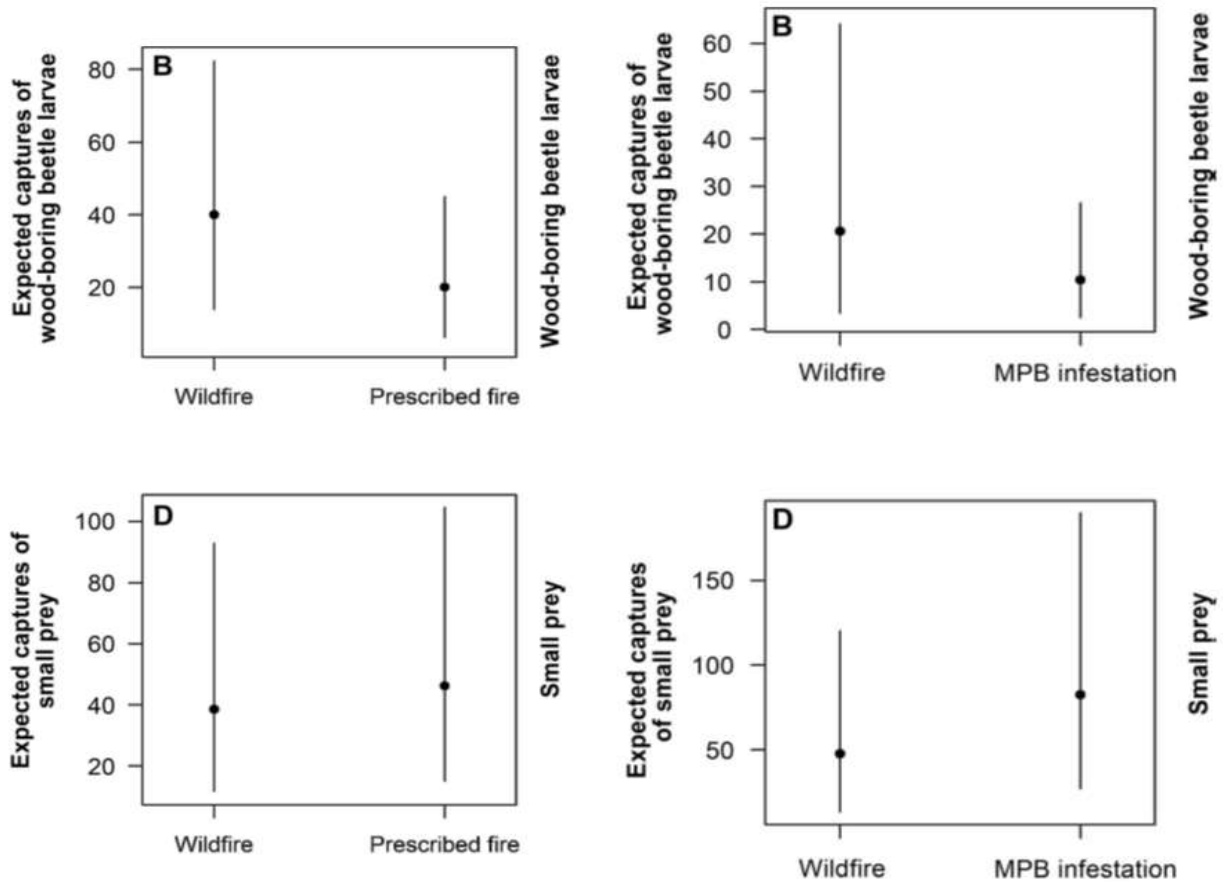 B
Expected captures of
wood-boring beetle larvae
80
60
40
20
Wildfire
Prescribed fire
Wood-boring beetle larvae
B
Expected captures of
wood-boring beetle larvae
60
50
40
30
20
10
0
Wildfire
MPB infestation
Wood-boring beetle larvae
D
Expected captures of
small prey
100
80
60
40
20
Wildfire
Prescribed fire
Small prey
D
Expected captures
of small prey
150
100
50
Wildfire
MPB infestation
Small prey